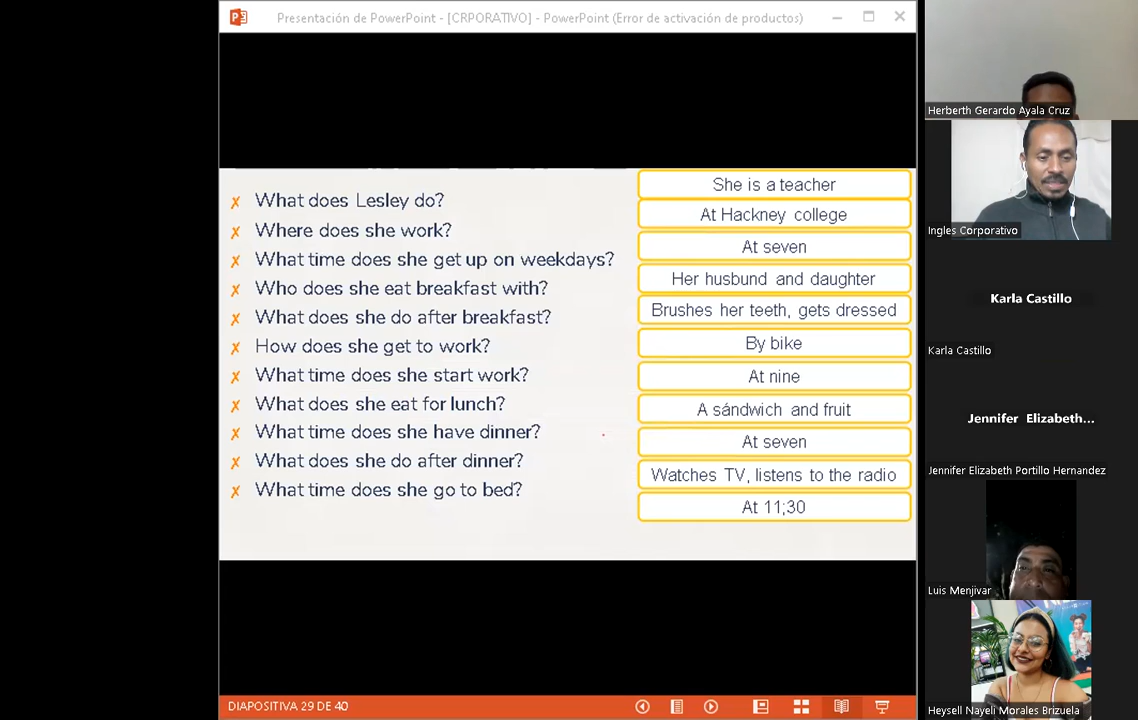 Presentación de PowerPoint - [CRPORATIVO] - PowerPoint (Error de activación de productos)
What does Lesley do?
She is a teacher
Where does she work?
At Hackney college
What time does she get up on weekdays?
At seven
Who does she eat breakfast with?
Her husbund and daughter
What does she do after breakfast?
Brushes her teeth, gets dressed
How does she get to work?
By bike
What time does she start work?
At nine
What does she eat for lunch?
A sándwich and fruit
What time does she have dinner?
At seven
What does she do after dinner?
Watches TV, listens to the radio
What time does she go to bed?
At 11;30
DIAPOSITIVA 29 DE 40
Herberth Gerardo Ayala Cruz
Ingles Corporativo
Karla Castillo
Karla Castillo
Jennifer Elizabeth...
Jennifer Elizabeth Portillo Hernandez
Luis Menjivar
Heysell Nayeli Morales Brizuela